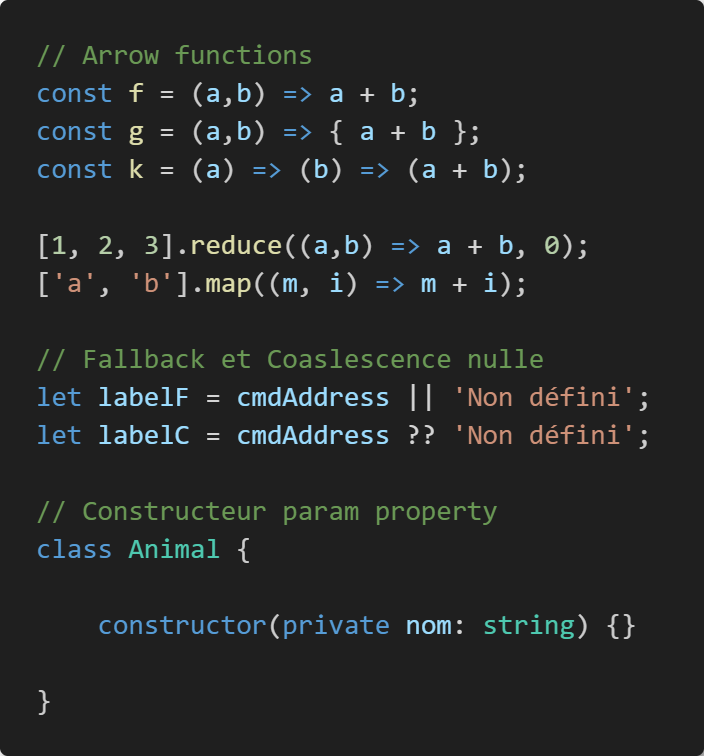 // Arrow functions
const f = (a,b) => a + b;
const g = (a,b) => { a + b };
const k = (a) => (b) => (a + b);
[1, 2, 3].reduce((a,b) => a + b, 0);
['a', 'b'].map((m, i) => m + i);
// Fallback et Coaslescence nulle
let labelF = cmdAddress || 'Non défini';
let labelC = cmdAddress ?? 'Non défini';
// Constructeur param property
class Animal {
constructor(private nom: string) {}
}